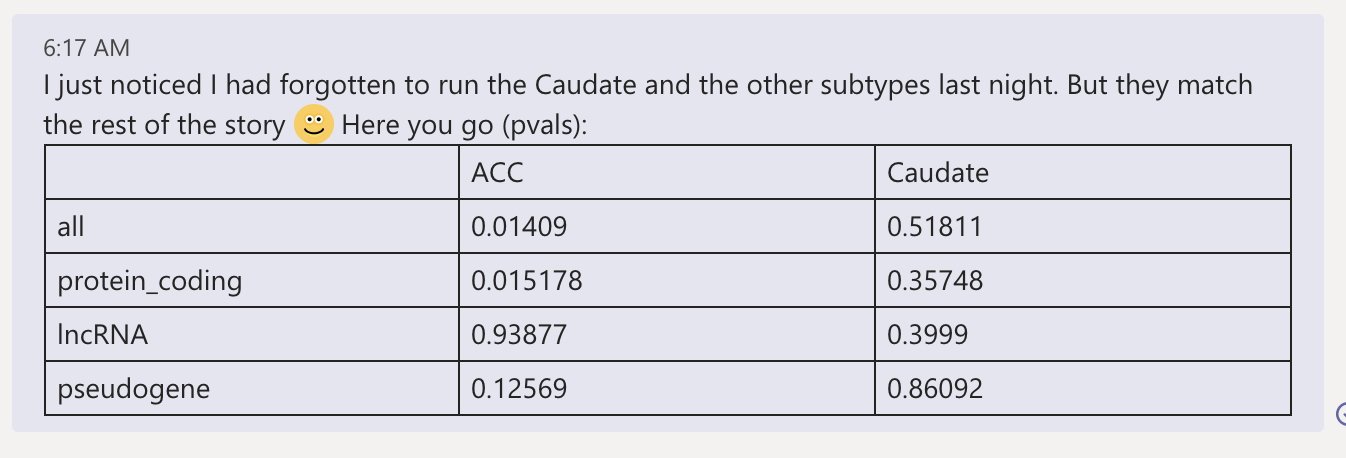 6:17 AM
I just noticed I had forgotten to run the Caudate and the other subtypes last night. But they match
the rest of the story 🙂 Here you go (pvals):
ACC Caudate
all 0.01409 0.51811
protein_coding 0.015178 0.35748
lncRNA 0.93877 0.3999
pseudogene 0.12569 0.86092